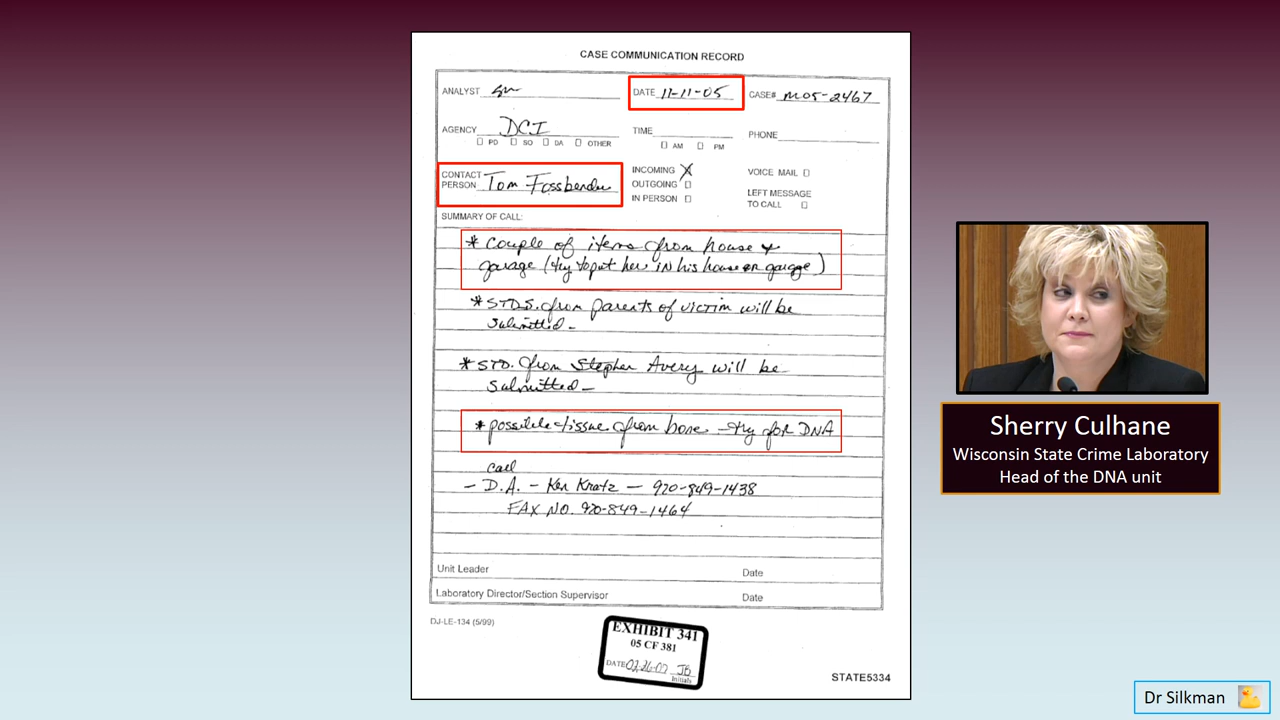 CASE COMMUNICATION RECORD
ANALYST
DATE 11-11-05
CASE# M05-2467
AGENCY DCI
PD SO DA OTHER
TIME
AM PM
PHONE
CONTACT PERSON Tom Fassbender
INCOMING X
OUTGOING
IN PERSON
VOICE MAIL
LEFT MESSAGE
TO CALL
SUMMARY OF CALL:
* Couple of items from house &
garage (try to put her in his house or garage)
* STDS. from parents of victim will be
submitted -
* STD. from Stephen Avery will be
submitted -
* possible tissue from bone - try for DNA
call
- D.A. - Ken Kratz - 920-849-1438
FAX NO. 920-849-1464
Unit Leader Date
Laboratory Director/Section Supervisor Date
DJ-LE-134 (5/99)
EXHIBIT 341
05 CF 381
DATE 02-26-07 JB
Initials
STATE5334
Sherry Culhane
Wisconsin State Crime Laboratory
Head of the DNA unit
Dr Silkman